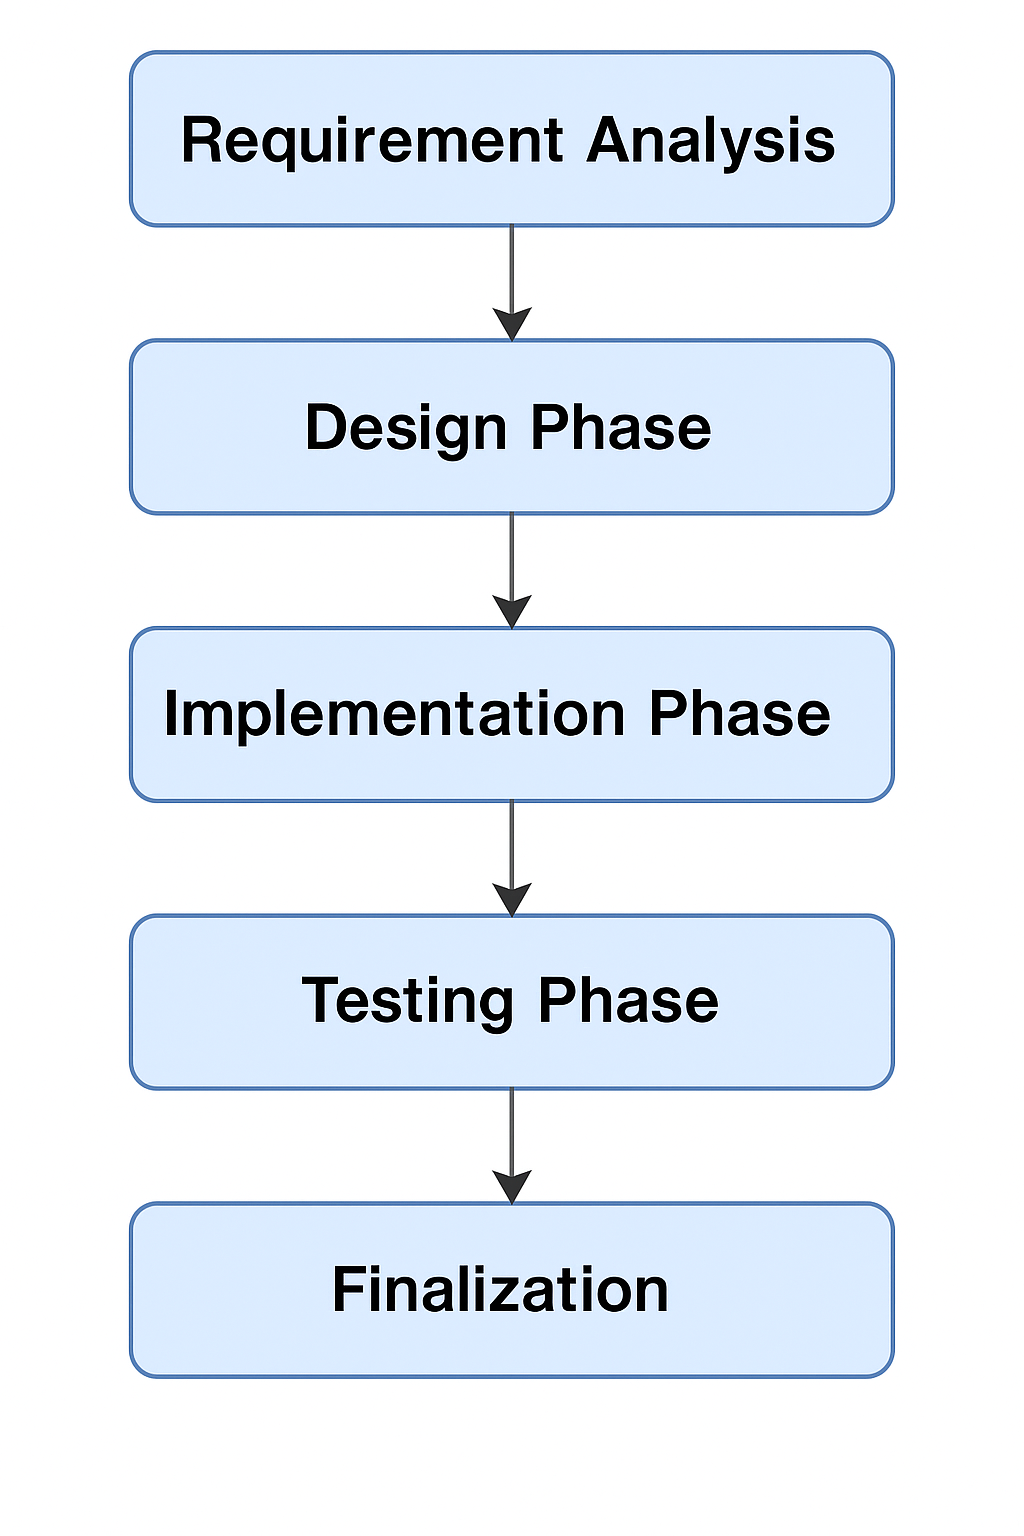 Requirement Analysis
Design Phase
Implementation Phase
Testing Phase
Finalization